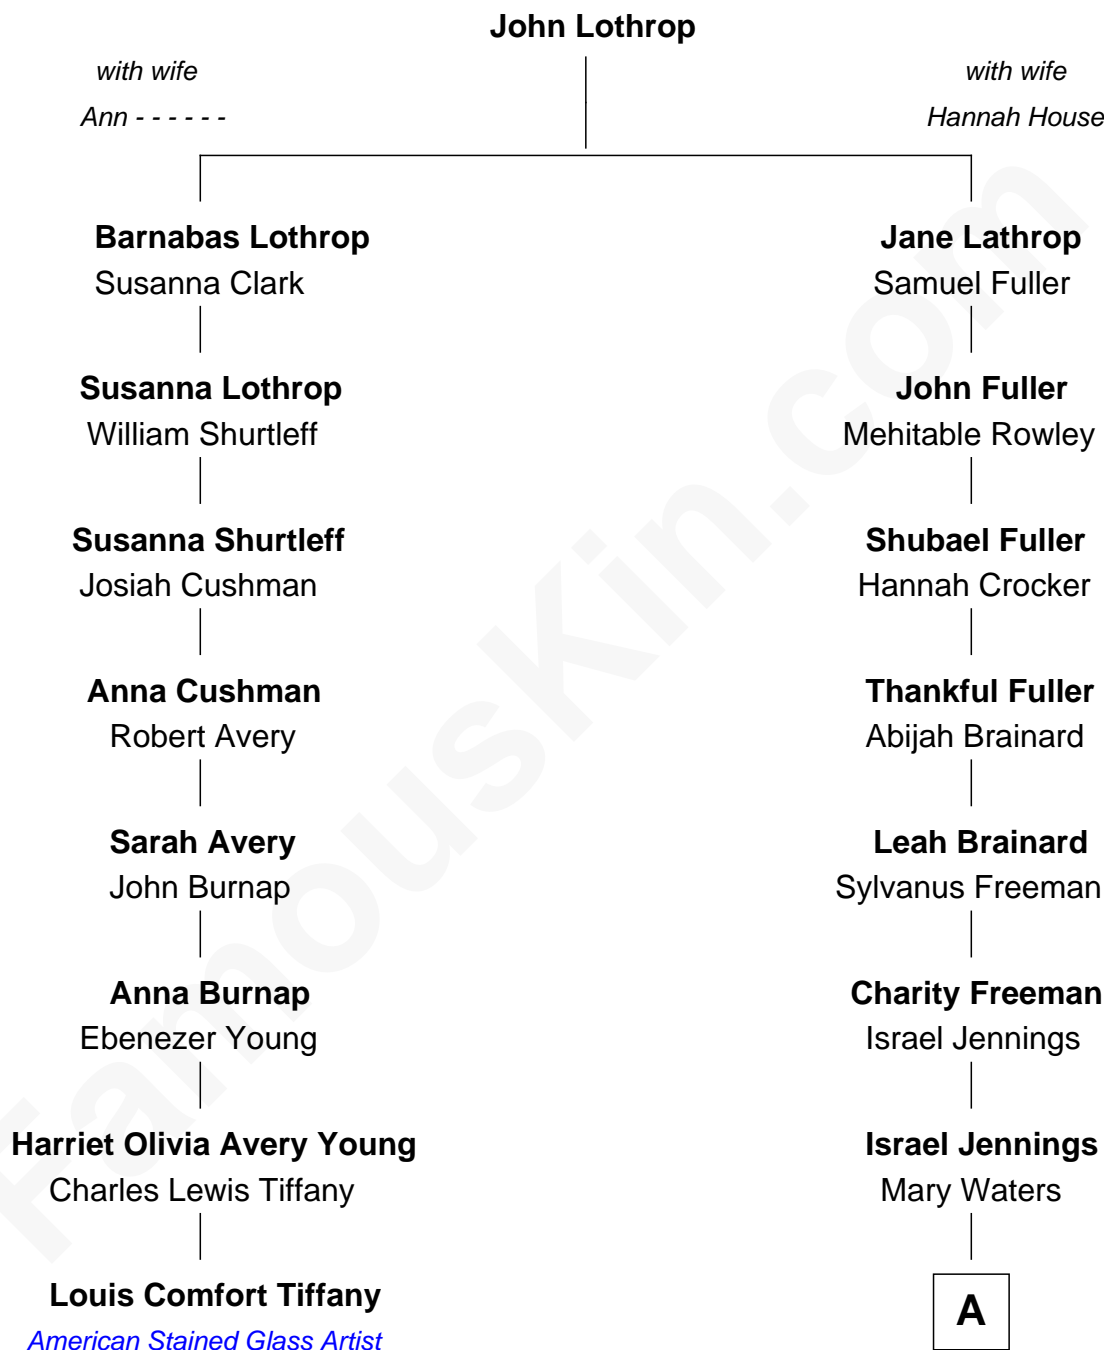 John Lothrop
with wife
with wife
Ann - - - - - -
Hannah House
Barnabas Lothrop
Jane Lathrop
Susanna Clark
Samuel Fuller
Susanna Lothrop
John Fuller
William Shurtleff
Mehitable Rowley
Susanna Shurtleff
Shubael Fuller
Josiah Cushman
Hannah Crocker
Anna Cushman
Thankful Fuller
Robert Avery
Abijah Brainard
Sarah Avery
Leah Brainard
John Burnap
Sylvanus Freeman
Anna Burnap
Charity Freeman
Ebenezer Young
Israel Jennings
Harriet Olivia Avery Young
Israel Jennings
Charles Lewis Tiffany
Mary Waters
Louis Comfort Tiffany
A
American Stained Glass Artist
FamousKin.com